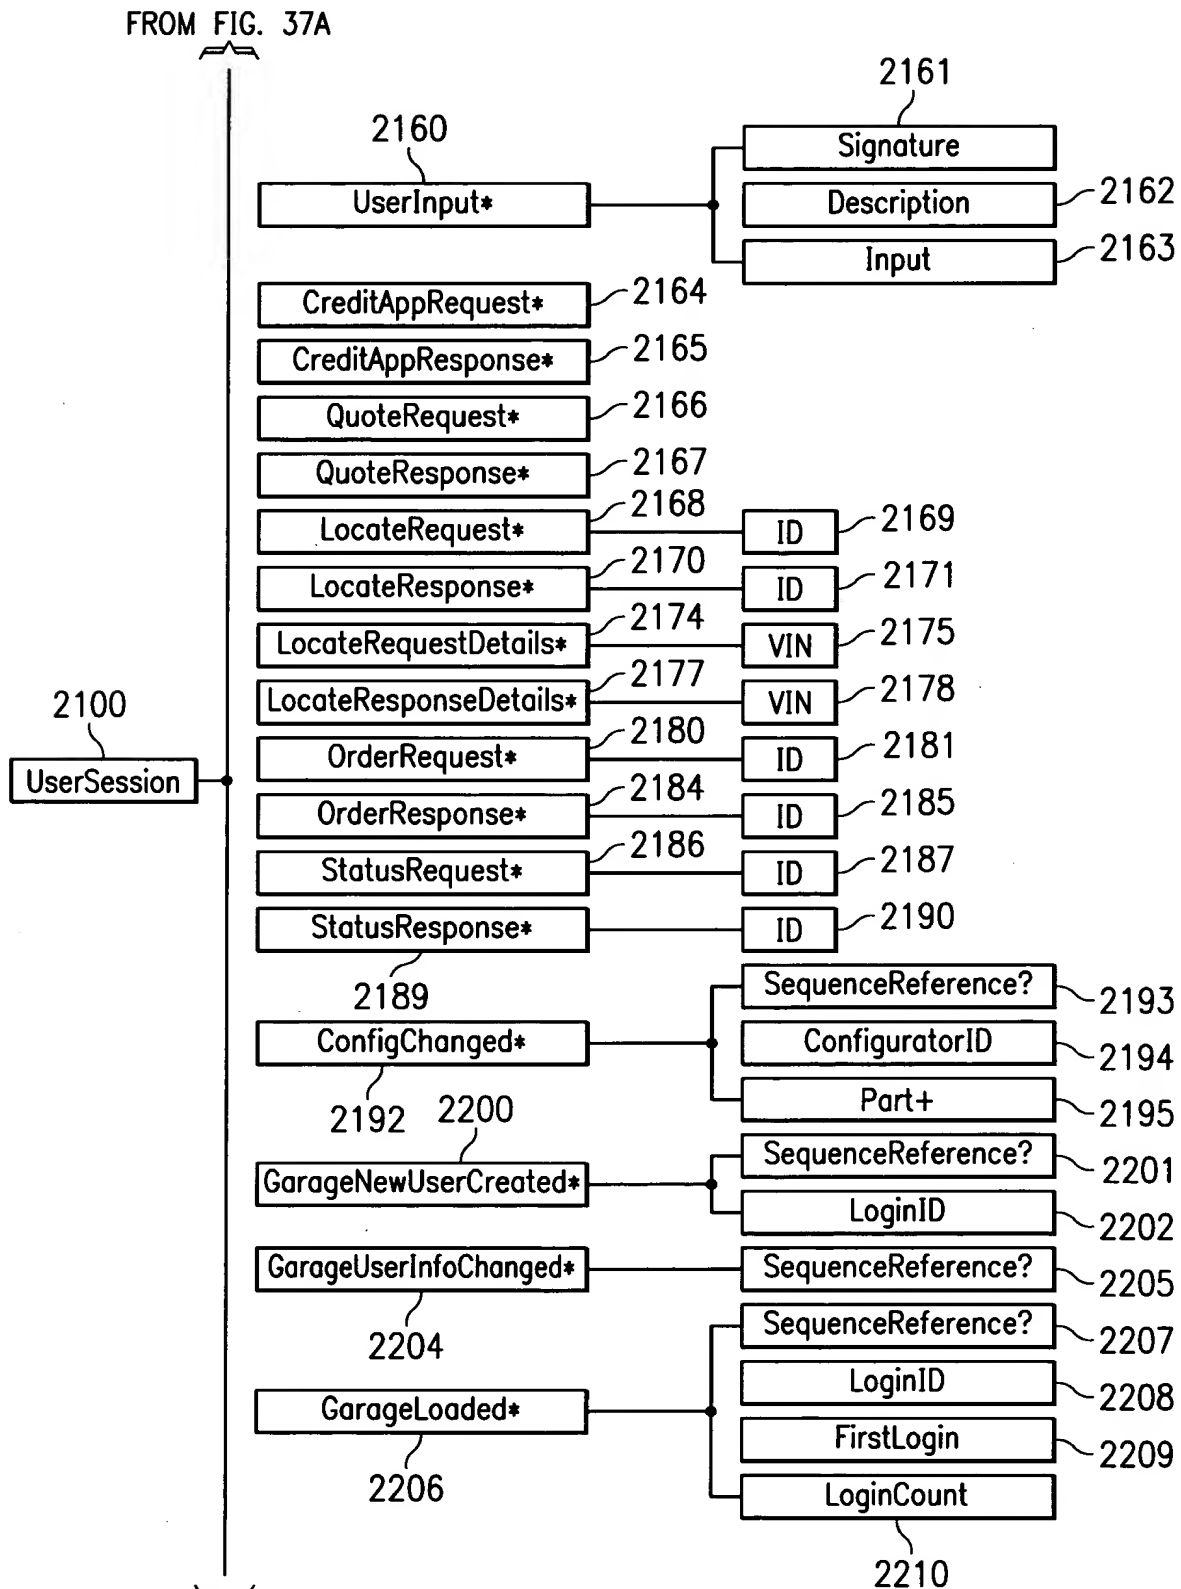 FROM FIG. 37A
2161
2160
Signature
UserInput*
Description
2162
Input
2163
CreditAppRequest*
2164
CreditAppResponse*
2165
QuoteRequest*
2166
QuoteResponse*
2167
LocateRequest*
2168
ID
2169
LocateResponse*
2170
ID
2171
LocateRequestDetails*
2174
VIN
2175
LocateResponseDetails*
2177
VIN
2178
2100
UserSession
OrderRequest*
2180
ID
2181
OrderResponse*
2184
ID
2185
StatusRequest*
2186
ID
2187
StatusResponse*
ID
2190
2189
SequenceReference?
2193
ConfigChanged*
ConfiguratorID
2194
2192
Part+
2195
2200
SequenceReference?
2201
GarageNewUserCreated*
LoginID
2202
GarageUserInfoChanged*
SequenceReference?
2205
2204
SequenceReference?
2207
LoginID
2208
GarageLoaded*
FirstLogin
2209
2206
LoginCount
2210